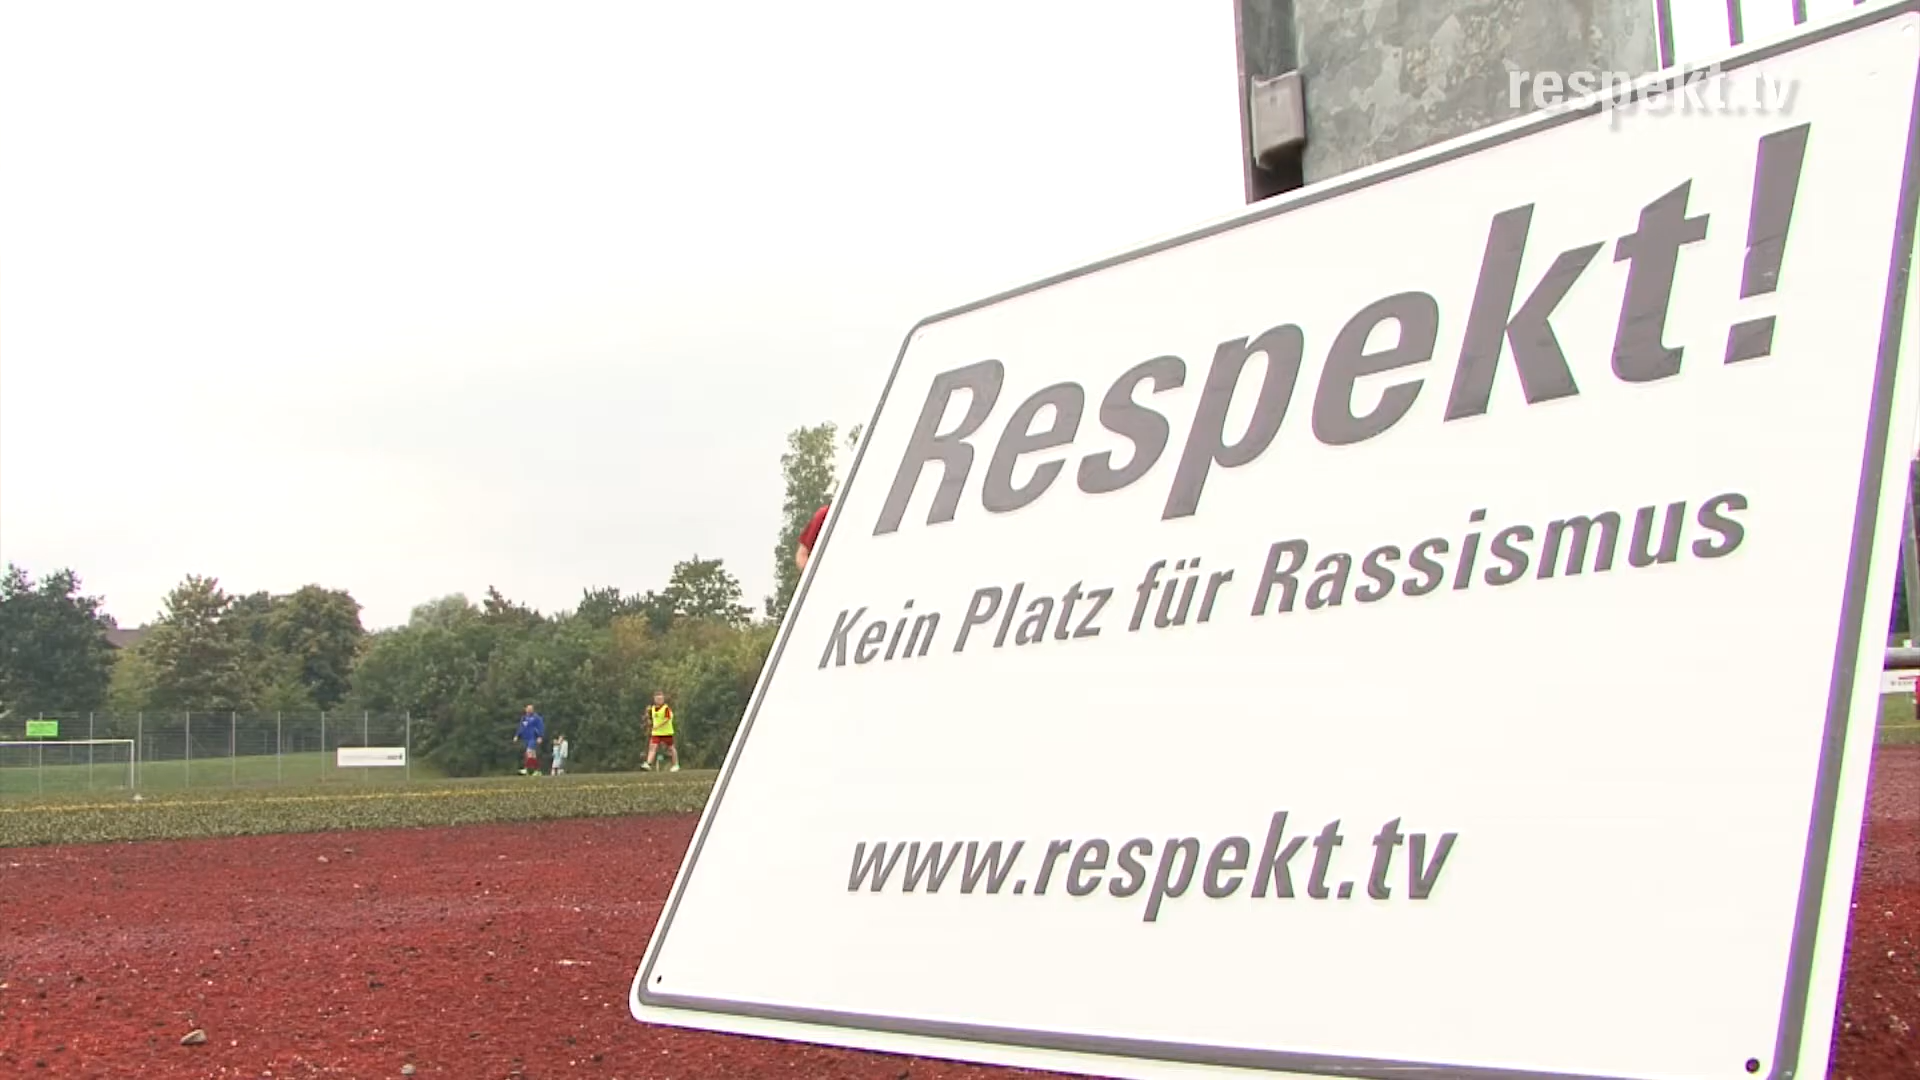 respekt.tv
Respekt!
Kein Platz für Rassismus
www.respekt.tv